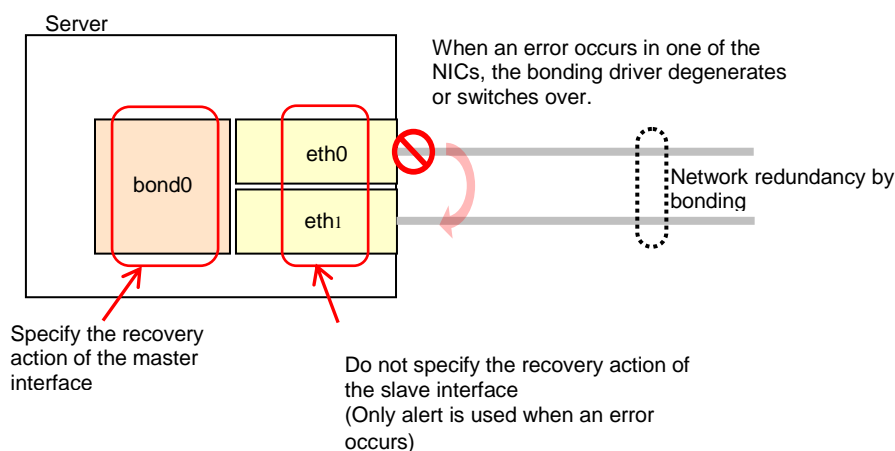 Server
When an error occurs in one of the
NICs, the bonding driver degenerates
or switches over.
eth0
bond0
eth1
Network redundancy by
bonding
Specify the recovery
action of the master
interface
Do not specify the recovery action of
the slave interface
(Only alert is used when an error
occurs)